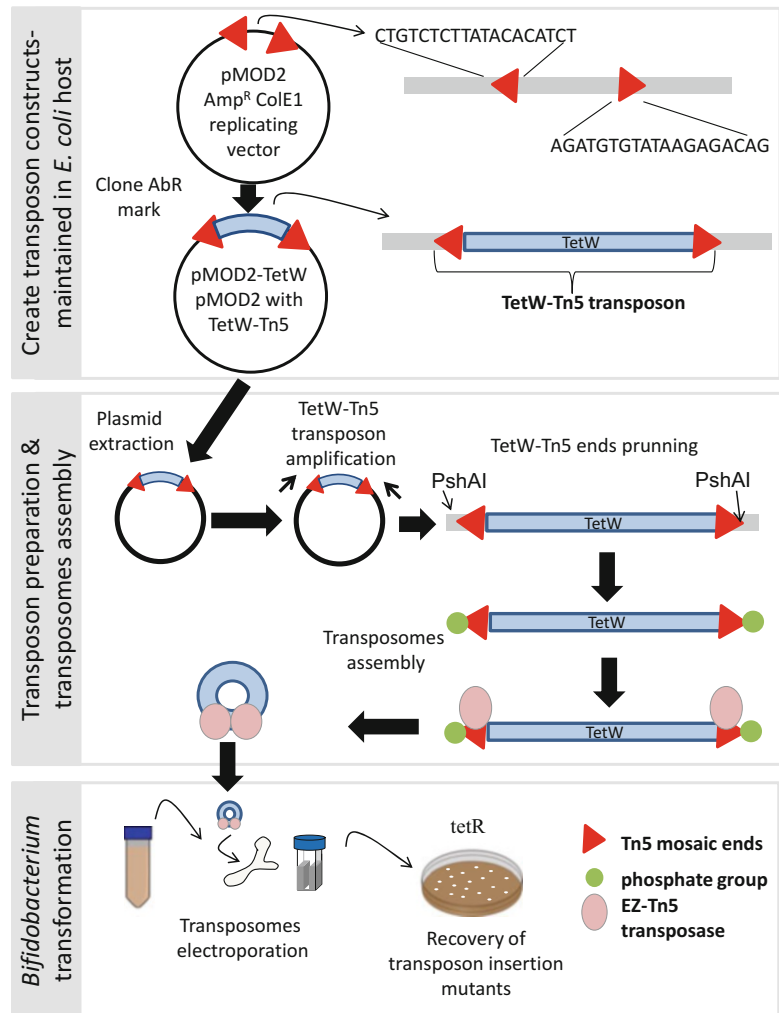 Create transposon constructs-
maintained in E. coli host
pMOD2
Amp^R ColE1
replicating
vector
CTGTCTCTTATACACATCT
AGATGTGTATAAGAGACAG
Clone AbR
mark
pMOD2-TetW
pMOD2 with
TetW-Tn5
TetW
TetW-Tn5 transposon
Transposon preparation &
transposomes assembly
Plasmid
extraction
TetW-Tn5
transposon
amplification
TetW-Tn5 ends prunning
PshAI
PshAI
TetW
TetW
Transposomes
assembly
TetW
Bifidobacterium
transformation
Transposomes
electroporation
tetR
Recovery of
transposon insertion
mutants
Tn5 mosaic ends
phosphate group
EZ-Tn5
transposase